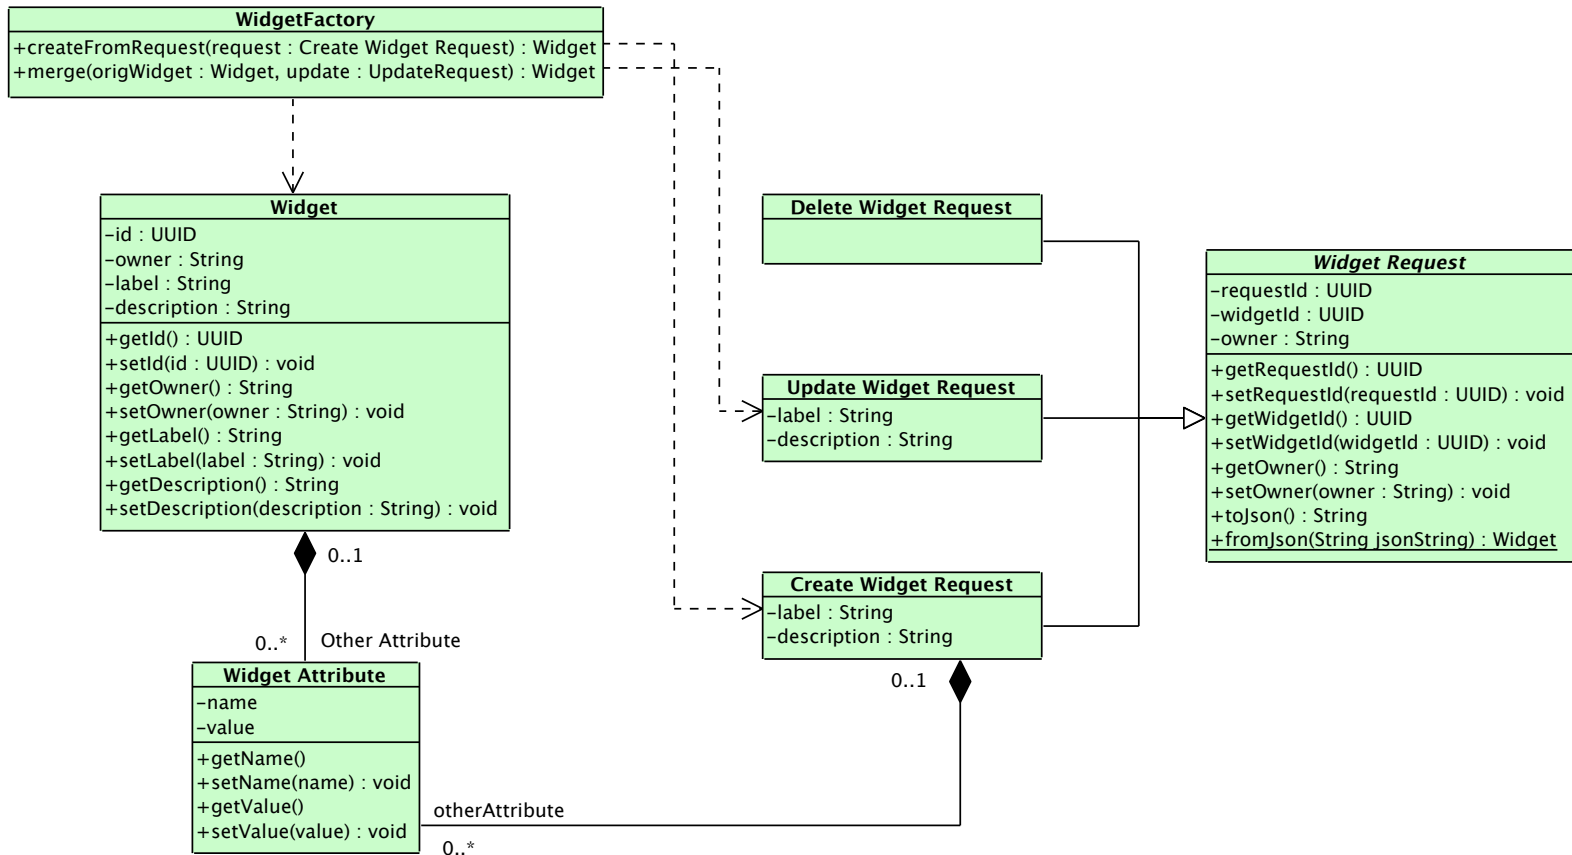 WidgetFactory
+createFromRequest(request : Create Widget Request) : Widget
+merge(origWidget : Widget, update : UpdateRequest) : Widget
Widget
-id : UUID
-owner : String
-label : String
-description : String
+getId() : UUID
+setId(id : UUID) : void
+getOwner() : String
+setOwner(owner : String) : void
+getLabel() : String
+setLabel(label : String) : void
+getDescription() : String
+setDescription(description : String) : void
0..1
0..*
Other Attribute
Widget Attribute
-name
-value
+getName()
+setName(name) : void
+getValue()
+setValue(value) : void
otherAttribute
0..*
Delete Widget Request
Update Widget Request
-label : String
-description : String
Create Widget Request
-label : String
-description : String
0..1
Widget Request
-requestId : UUID
-widgetId : UUID
-owner : String
+getRequestId() : UUID
+setRequestId(requestId : UUID) : void
+getWidgetId() : UUID
+setWidgetId(widgetId : UUID) : void
+getOwner() : String
+setOwner(owner : String) : void
+toJson() : String
+fromJson(String jsonString) : Widget